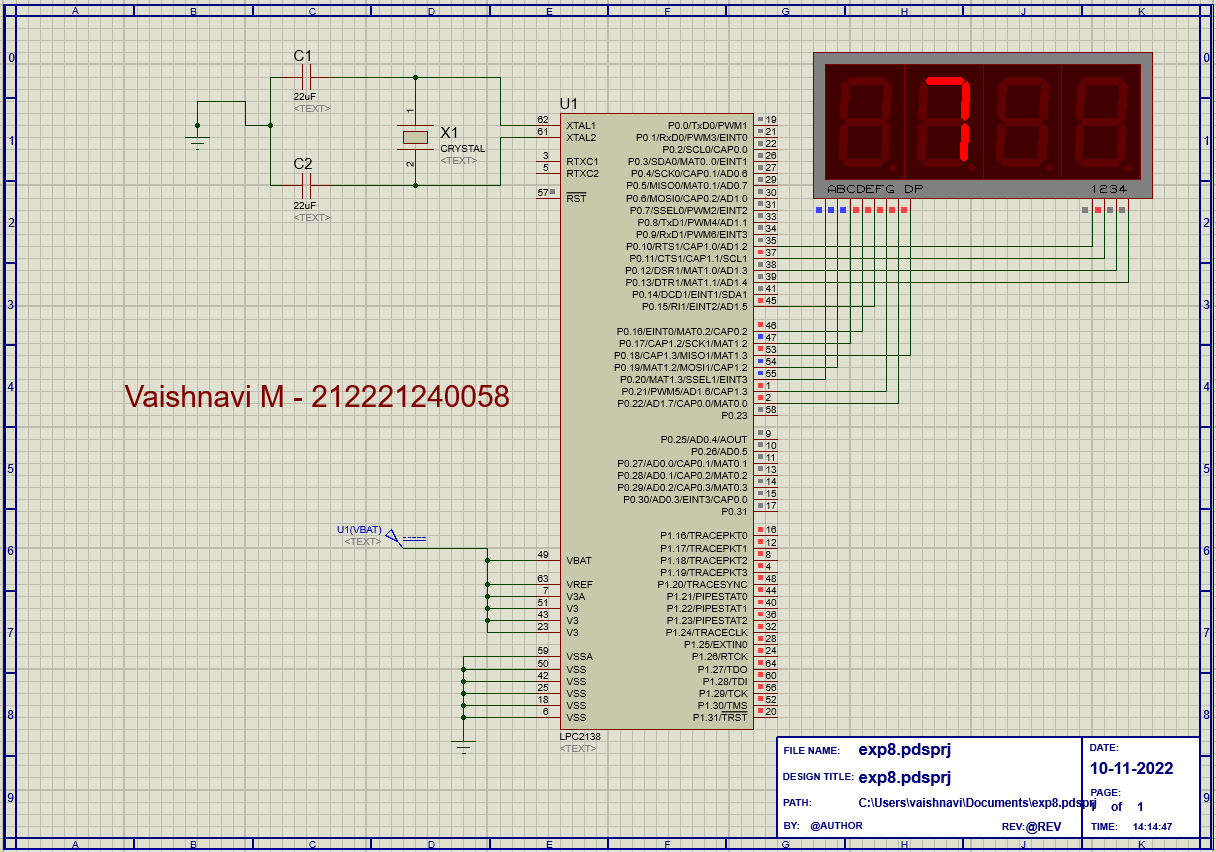 A B C D E F G H J K
0 0
C1
22uF
<TEXT>
1
X1
CRYSTAL
<TEXT>
2
C2
22uF
<TEXT>
U1
62 XTAL1
61 XTAL2
3 RTXC1
5 RTXC2
57 RST
49 VBAT
63 VREF
7 V3A
51 V3
43 V3
23 V3
59 VSSA
50 VSS
42 VSS
25 VSS
18 VSS
6 VSS
P0.0/TxD0/PWM1 19
P0.1/RxD0/PWM3/EINT0 21
P0.2/SCL0/CAP0.0 22
P0.3/SDA0/MAT0..0/EINT1 26
P0.4/SCK0/CAP0.1/AD0.6 27
P0.5/MISO0/MAT0.1/AD0.7 29
P0.6/MOSI0/CAP0.2/AD1.0 30
P0.7/SSEL0/PWM2/EINT2 31
P0.8/TxD1/PWM4/AD1.1 33
P0.9/RxD1/PWM6/EINT3 34
P0.10/RTS1/CAP1.0/AD1.2 35
P0.11/CTS1/CAP1.1/SCL1 37
P0.12/DSR1/MAT1.0/AD1.3 38
P0.13/DTR1/MAT1.1/AD1.4 39
P0.14/DCD1/EINT1/SDA1 41
P0.15/RI1/EINT2/AD1.5 45
P0.16/EINT0/MAT0.2/CAP0.2 46
P0.17/CAP1.2/SCK1/MAT1.2 47
P0.18/CAP1.3/MISO1/MAT1.3 53
P0.19/MAT1.2/MOSI1/CAP1.2 54
P0.20/MAT1.3/SSEL1/EINT3 55
P0.21/PWM5/AD1.6/CAP1.3 1
P0.22/AD1.7/CAP0.0/MAT0.0 2
P0.23 58
P0.25/AD0.4/AOUT 9
P0.26/AD0.5 10
P0.27/AD0.0/CAP0.1/MAT0.1 11
P0.28/AD0.1/CAP0.2/MAT0.2 13
P0.29/AD0.2/CAP0.3/MAT0.3 14
P0.30/AD0.3/EINT3/CAP0.0 15
P0.31 17
P1.16/TRACEPKT0 16
P1.17/TRACEPKT1 12
P1.18/TRACEPKT2 8
P1.19/TRACEPKT3 4
P1.20/TRACESYNC 48
P1.21/PIPESTAT0 44
P1.22/PIPESTAT1 40
P1.23/PIPESTAT2 36
P1.24/TRACECLK 32
P1.25/EXTIN0 28
P1.26/RTCK 24
P1.27/TDO 64
P1.28/TDI 60
P1.29/TCK 56
P1.30/TMS 52
P1.31/TRST 20
LPC2138
<TEXT>
7
ABCDEFG DP 1234
1 1
2 2
3 3
4 4
Vaishnavi M - 212221240058
5 5
U1(VBAT)
<TEXT>
6 6
7 7
8 8
9 9
FILE NAME: exp8.pdsprj
DESIGN TITLE: exp8.pdsprj
PATH: C:\Users\vaishnavi\Documents\exp8.pdsprj
BY: @AUTHOR REV:@REV
DATE:
10-11-2022
PAGE:
1 of 1
TIME: 14:14:47
A B C D E F G H J K